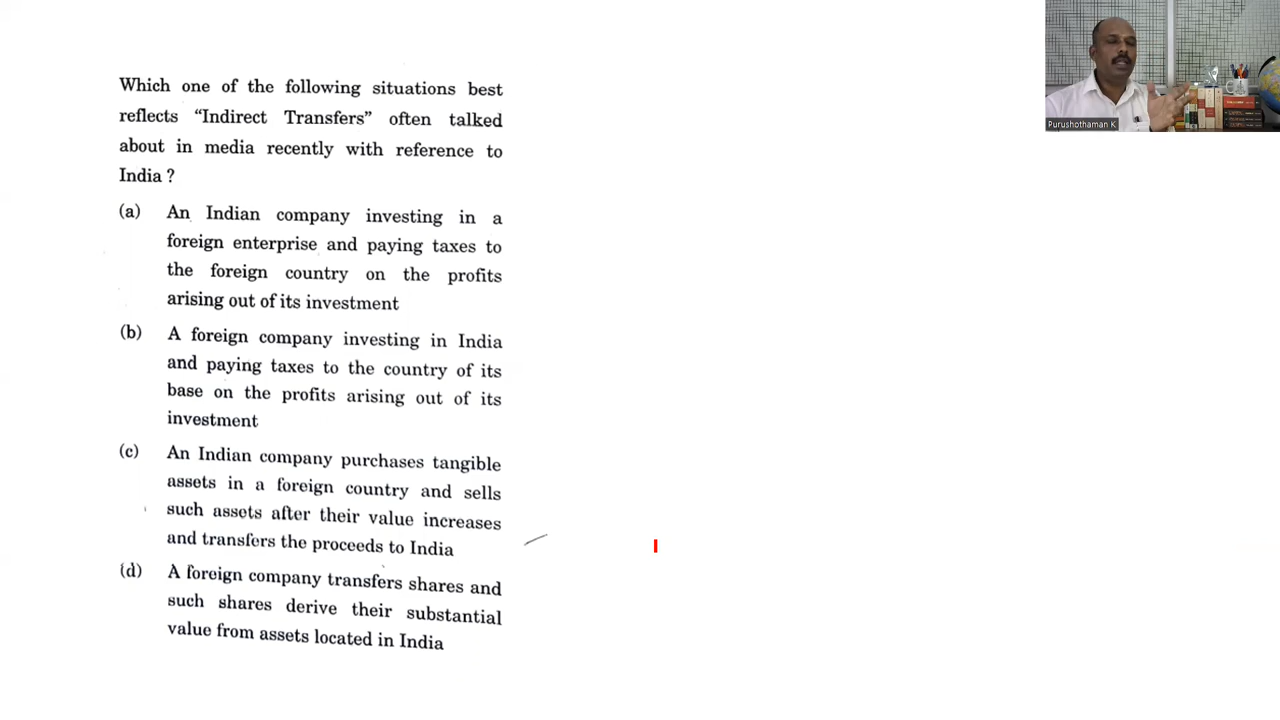 Which one of the following situations best
reflects “Indirect Transfers” often talked
about in media recently with reference to
India ?
(a) An Indian company investing in a
foreign enterprise and paying taxes to
the foreign country on the profits
arising out of its investment
(b) A foreign company investing in India
and paying taxes to the country of its
base on the profits arising out of its
investment
(c) An Indian company purchases tangible
assets in a foreign country and sells
such assets after their value increases
and transfers the proceeds to India
(d) A foreign company transfers shares and
such shares derive their substantial
value from assets located in India
Purushothaman K